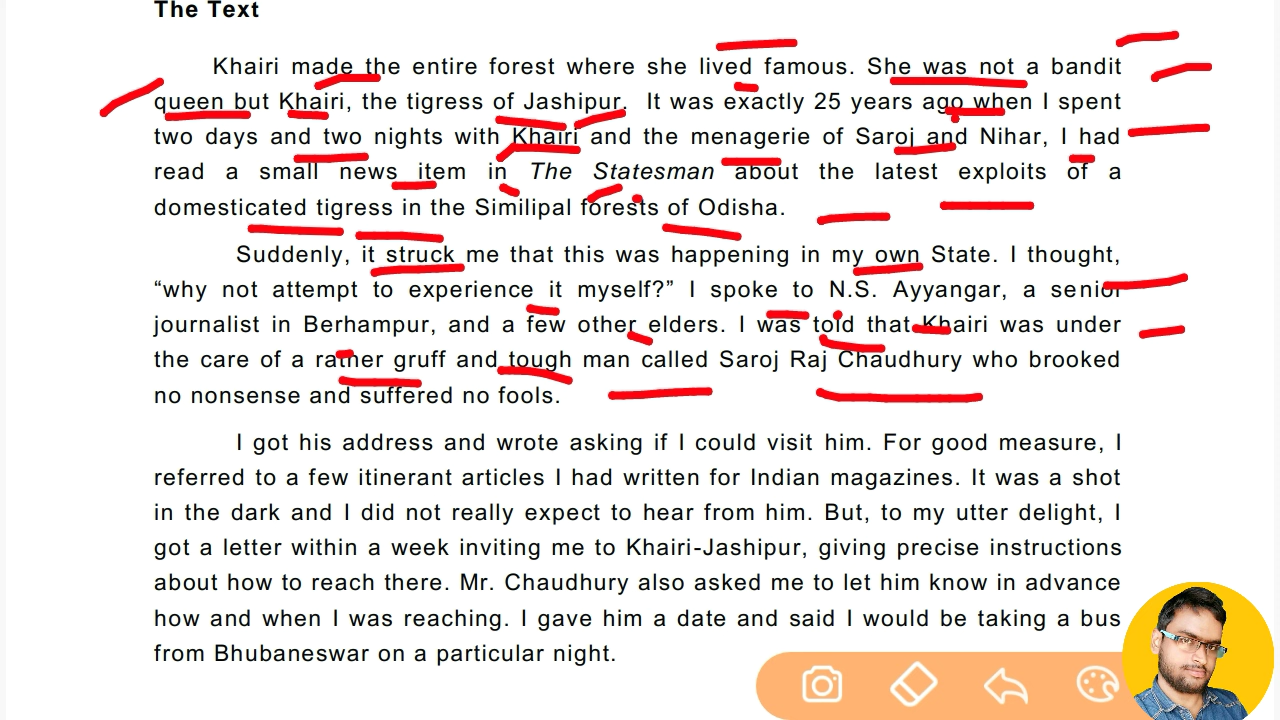 The Text
Khairi made the entire forest where she lived famous. She was not a bandit
queen but Khairi, the tigress of Jashipur. It was exactly 25 years ago when I spent
two days and two nights with Khairi and the menagerie of Saroj and Nihar, I had
read a small news item in The Statesman about the latest exploits of a
domesticated tigress in the Similipal forests of Odisha.
Suddenly, it struck me that this was happening in my own State. I thought,
“why not attempt to experience it myself?” I spoke to N.S. Ayyangar, a senior
journalist in Berhampur, and a few other elders. I was told that Khairi was under
the care of a rather gruff and tough man called Saroj Raj Chaudhury who brooked
no nonsense and suffered no fools.
I got his address and wrote asking if I could visit him. For good measure, I
referred to a few itinerant articles I had written for Indian magazines. It was a shot
in the dark and I did not really expect to hear from him. But, to my utter delight, I
got a letter within a week inviting me to Khairi-Jashipur, giving precise instructions
about how to reach there. Mr. Chaudhury also asked me to let him know in advance
how and when I was reaching. I gave him a date and said I would be taking a bus
from Bhubaneswar on a particular night.